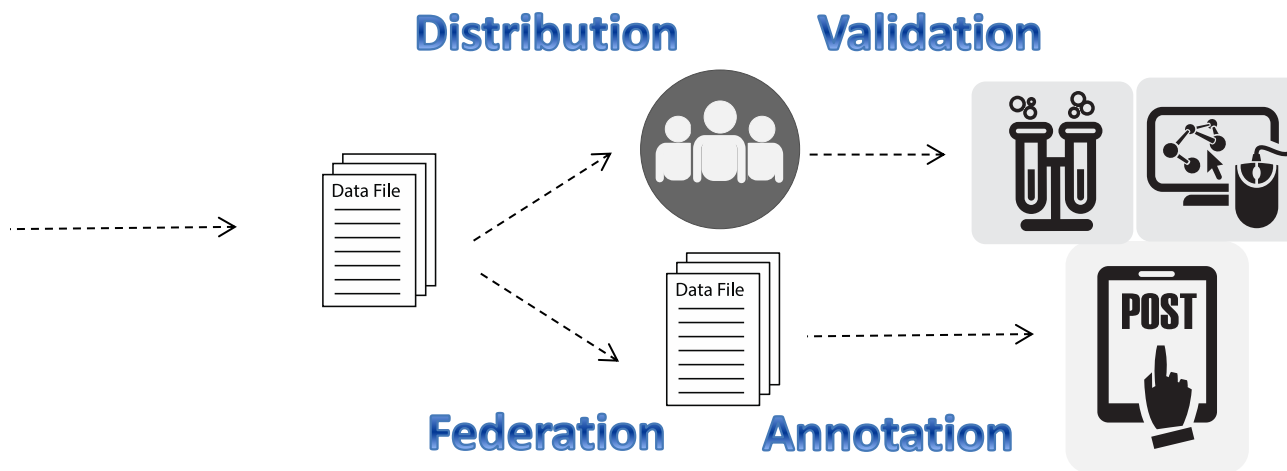 Distribution
Validation
Data File
Data File
POST
Federation
Annotation